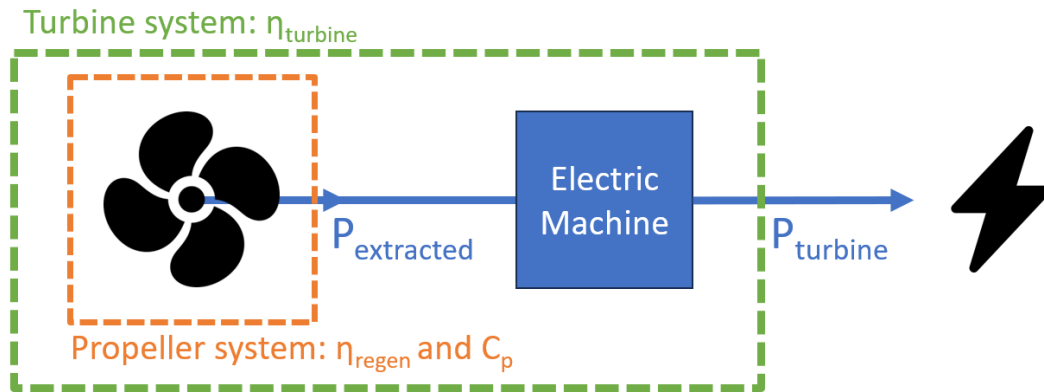 Turbine system: ηturbine
Electric
Machine
Pextracted
Pturbine
Propeller system: ηregen and Cp